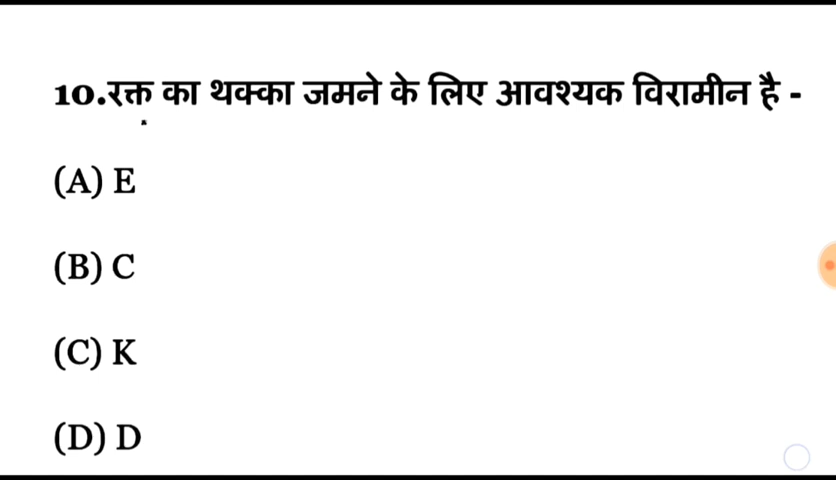 10.रक्त का थक्का जमने के लिए आवश्यक विरामीन है -
(A) E
(B) C
(C) K
(D) D